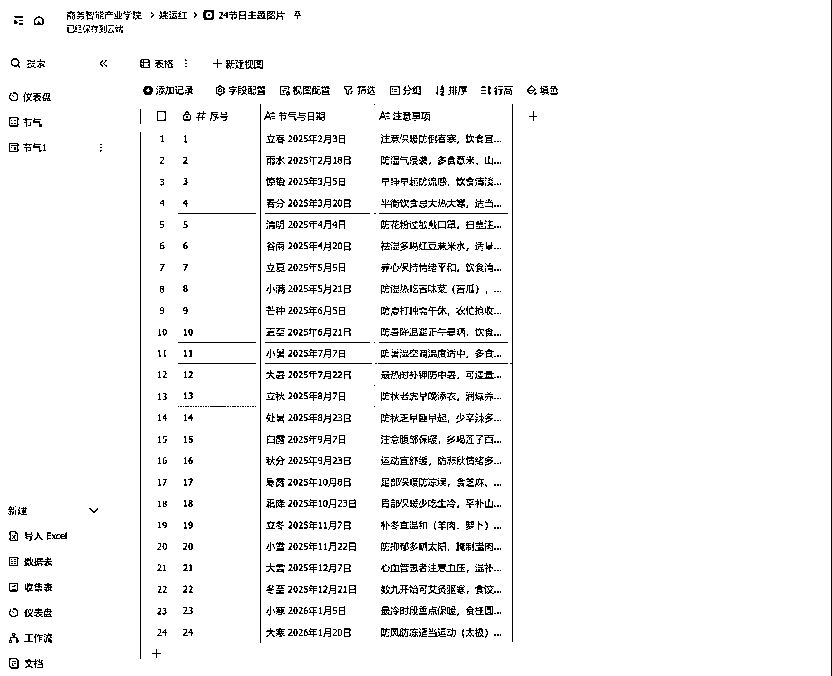 商务智能产业学院 > 姚运红 > 24节日主题图片
已经保存到云端
搜索
表格
+ 新建视图
添加记录 字段配置 视图配置 筛选 分组 排序 行高 填色
仪表盘
节气
节气1
序号 节气与日期 注意事项
1 1 立春 2025年2月3日 注意保暖防倒春寒，饮食宜...
2 2 雨水 2025年2月18日 防湿气侵袭，多食薏米、山...
3 3 惊蛰 2025年3月5日 早睡早起防流感，饮食清淡...
4 4 春分 2025年3月20日 平衡饮食忌大热大寒，适当...
5 5 清明 2025年4月4日 防花粉过敏戴口罩，扫墓注...
6 6 谷雨 2025年4月20日 祛湿多喝红豆薏米水，适量...
7 7 立夏 2025年5月5日 养心保持情绪平和，饮食清...
8 8 小满 2025年5月21日 防湿热吃苦味菜（苦瓜），...
9 9 芒种 2025年6月5日 防忽打盹需午休，农忙抢收...
10 10 夏至 2025年6月21日 防暑降温避正午暴晒，饮食...
11 11 小暑 2025年7月7日 防暑湿空调温度适中，多食...
12 12 大暑 2025年7月22日 最热时补钾防中暑，可适量...
13 13 立秋 2025年8月7日 防秋老虎早晚添衣，润燥养...
14 14 处暑 2025年8月23日 防秋乏早睡早起，少辛辣多...
15 15 白露 2025年9月7日 注意腹部保暖，多喝莲子百...
16 16 秋分 2025年9月23日 运动宜舒缓，防悲秋情绪多...
17 17 寒露 2025年10月8日 足部保暖防冻误，食芝麻、...
18 18 霜降 2025年10月23日 胃部保暖少吃生冷，平补山...
19 19 立冬 2025年11月7日 补冬宜温和（羊肉、萝卜）...
20 20 小雪 2025年11月22日 防抑郁多晒太阳，腌制腊肉...
21 21 大雪 2025年12月7日 心血管患者注意血压，温补...
22 22 冬至 2025年12月21日 数九开始可艾灸驱寒，食饺...
23 23 小寒 2026年1月5日 最冷时段重点保暖，食桂圆...
24 24 大寒 2026年1月20日 防风防冻适当运动（太极）...
新建
导入 Excel
数据表
收集表
仪表盘
工作流
文档